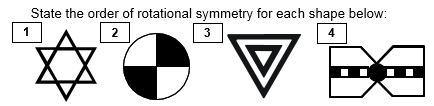 State the order of rotational symmetry for each shape below:
1 2 3 4